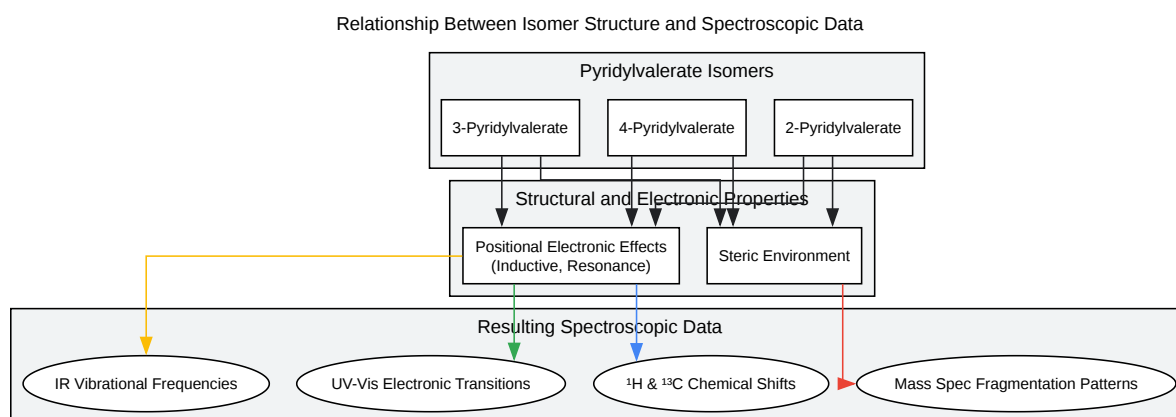 Relationship Between Isomer Structure and Spectroscopic Data
Pyridylvalerate Isomers
3-Pyridylvalerate
4-Pyridylvalerate
2-Pyridylvalerate
Structural and Electronic Properties
Positional Electronic Effects
(Inductive, Resonance)
Steric Environment
Resulting Spectroscopic Data
IR Vibrational Frequencies
UV-Vis Electronic Transitions
¹H & ¹³C Chemical Shifts
Mass Spec Fragmentation Patterns